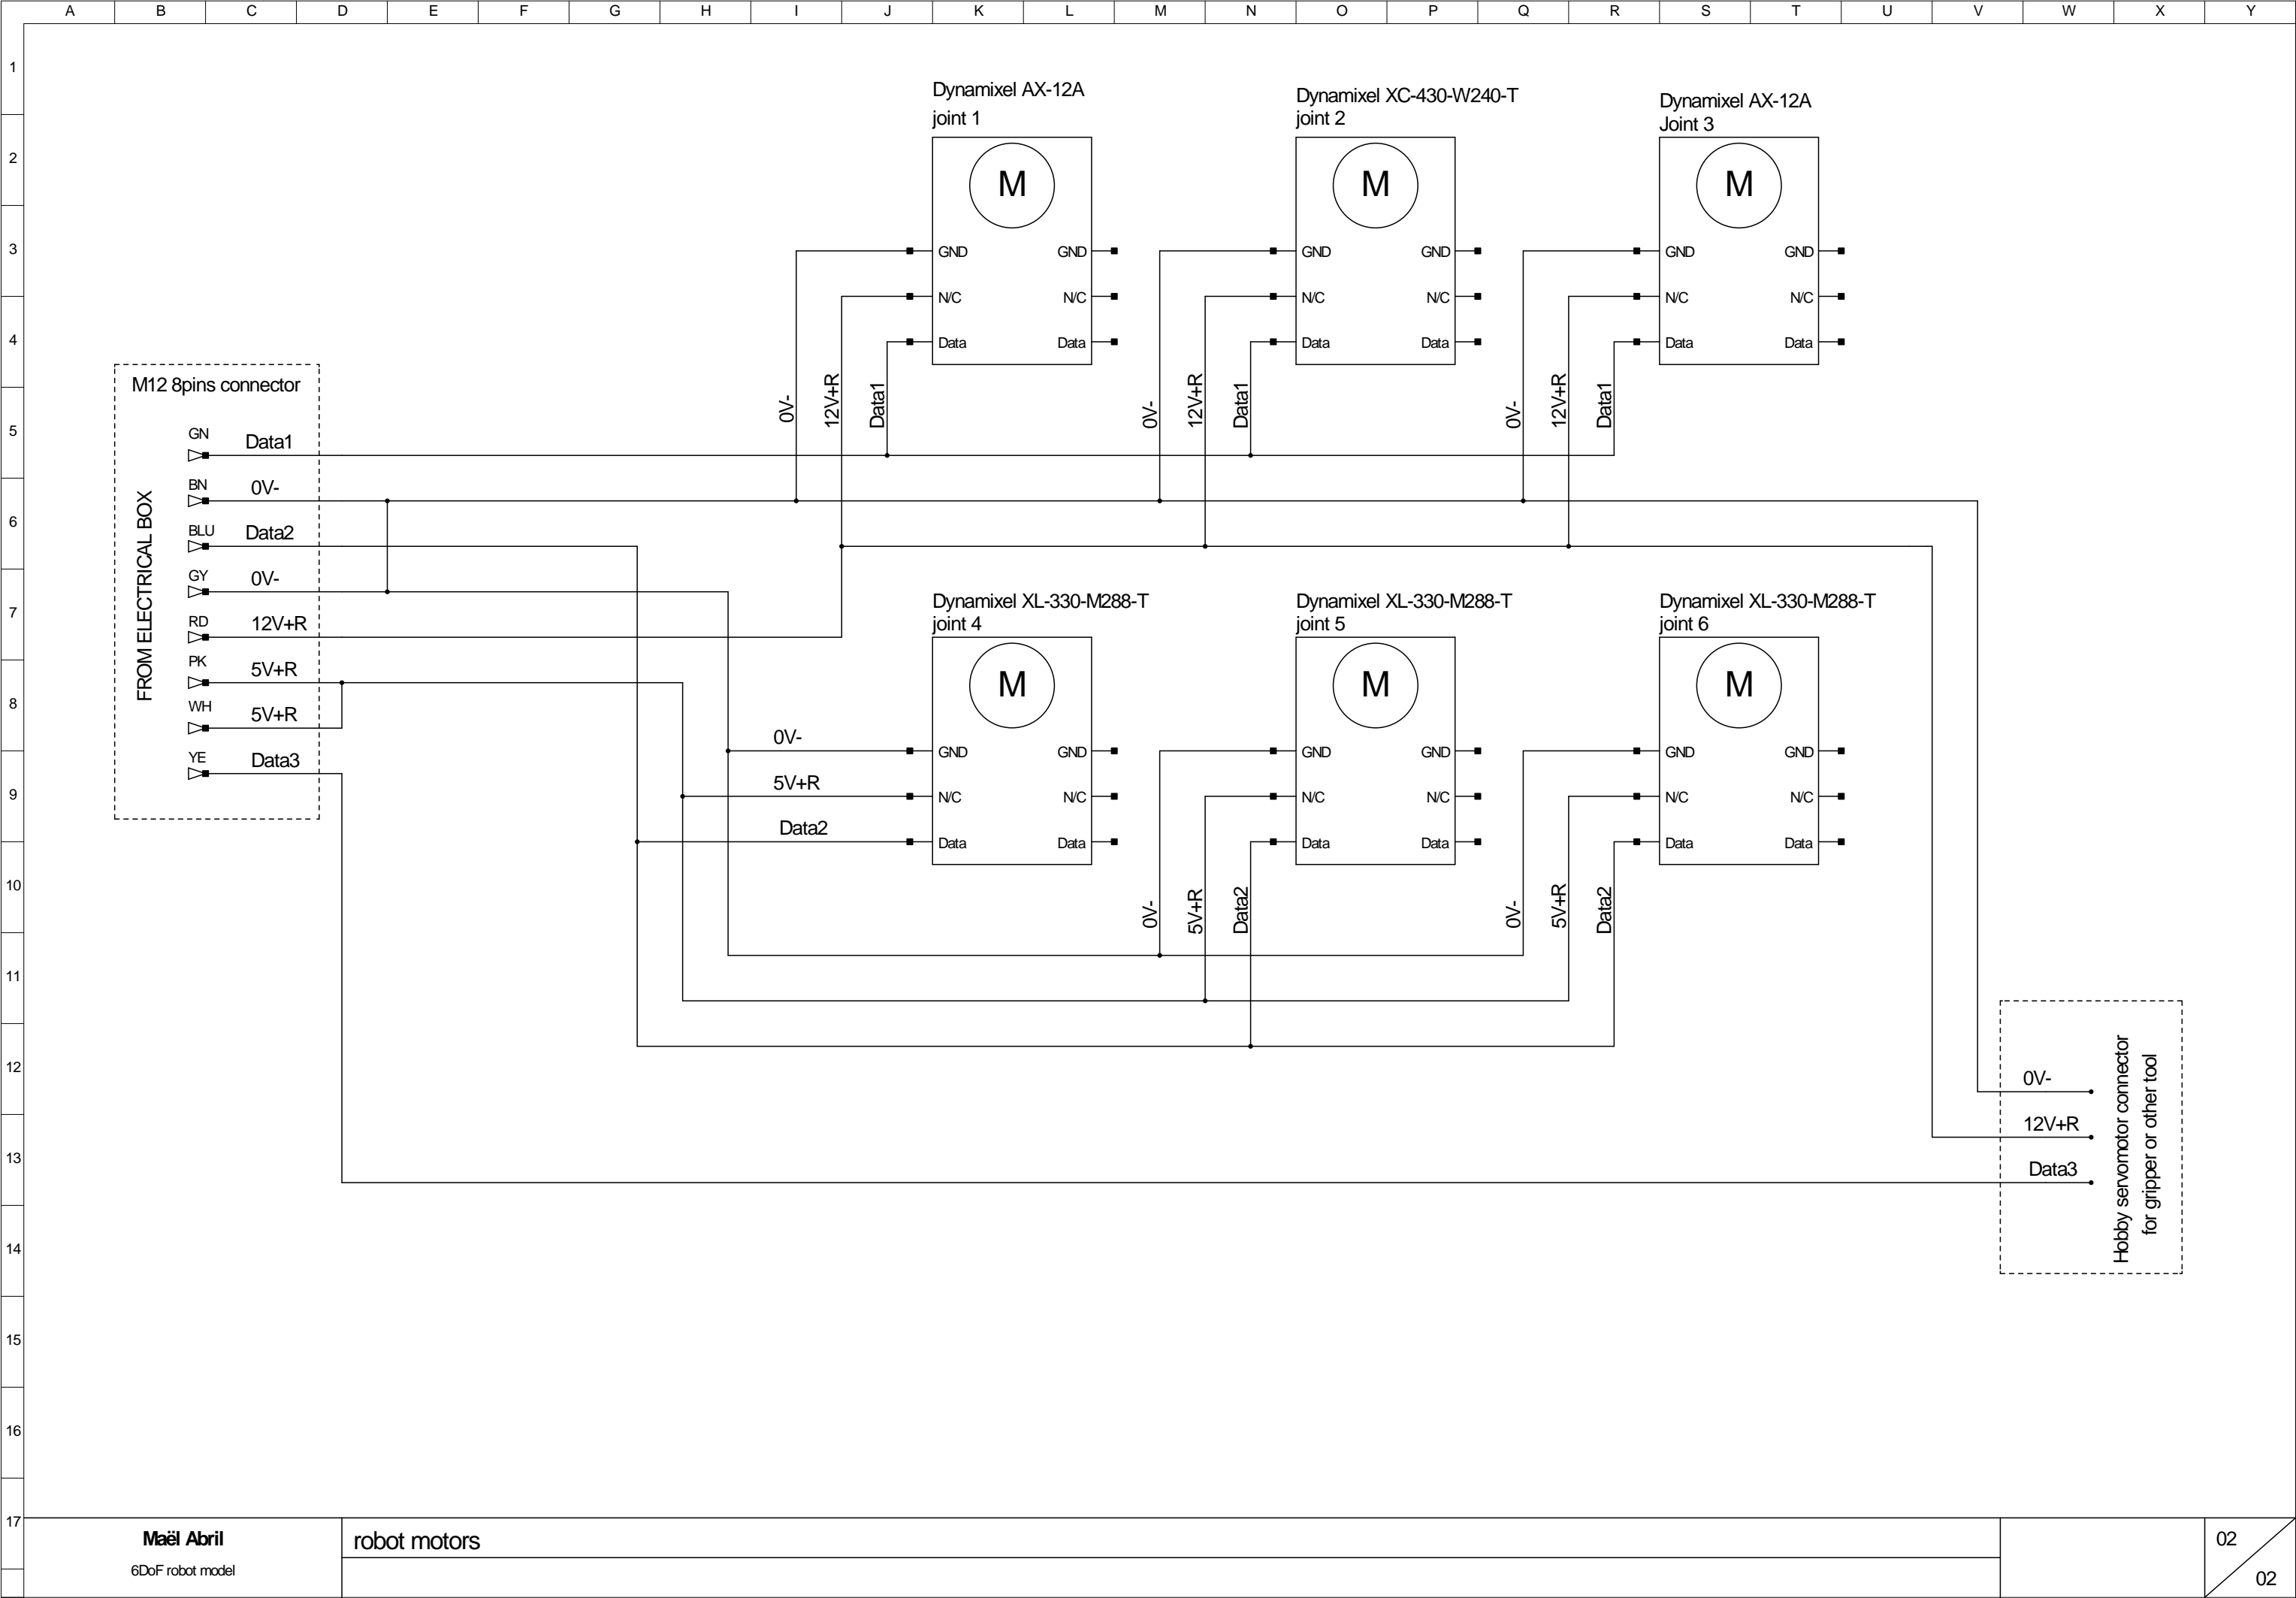 A B C D E F G H I J K L M N O P Q R S T U V W X Y
1
2
3
4
5
6
7
8
9
10
11
12
13
14
15
16
17
Dynamixel AX-12A
joint 1
M
GND GND
N/C N/C
Data Data
0V-
12V+R
Data1
Dynamixel XC-430-W240-T
joint 2
M
GND GND
N/C N/C
Data Data
0V-
12V+R
Data1
Dynamixel AX-12A
Joint 3
M
GND GND
N/C N/C
Data Data
0V-
12V+R
Data1
M12 8pins connector
FROM ELECTRICAL BOX
GN Data1
BN 0V-
BLU Data2
GY 0V-
RD 12V+R
PK 5V+R
WH 5V+R
YE Data3
Dynamixel XL-330-M288-T
joint 4
M
0V- GND GND
5V+R N/C N/C
Data2 Data Data
Dynamixel XL-330-M288-T
joint 5
M
GND GND
N/C N/C
Data Data
0V-
5V+R
Data2
Dynamixel XL-330-M288-T
joint 6
M
GND GND
N/C N/C
Data Data
0V-
5V+R
Data2
0V-
12V+R
Data3
Hobby servomotor connector
for gripper or other tool
Maël Abril
6DoF robot model
robot motors
02
02